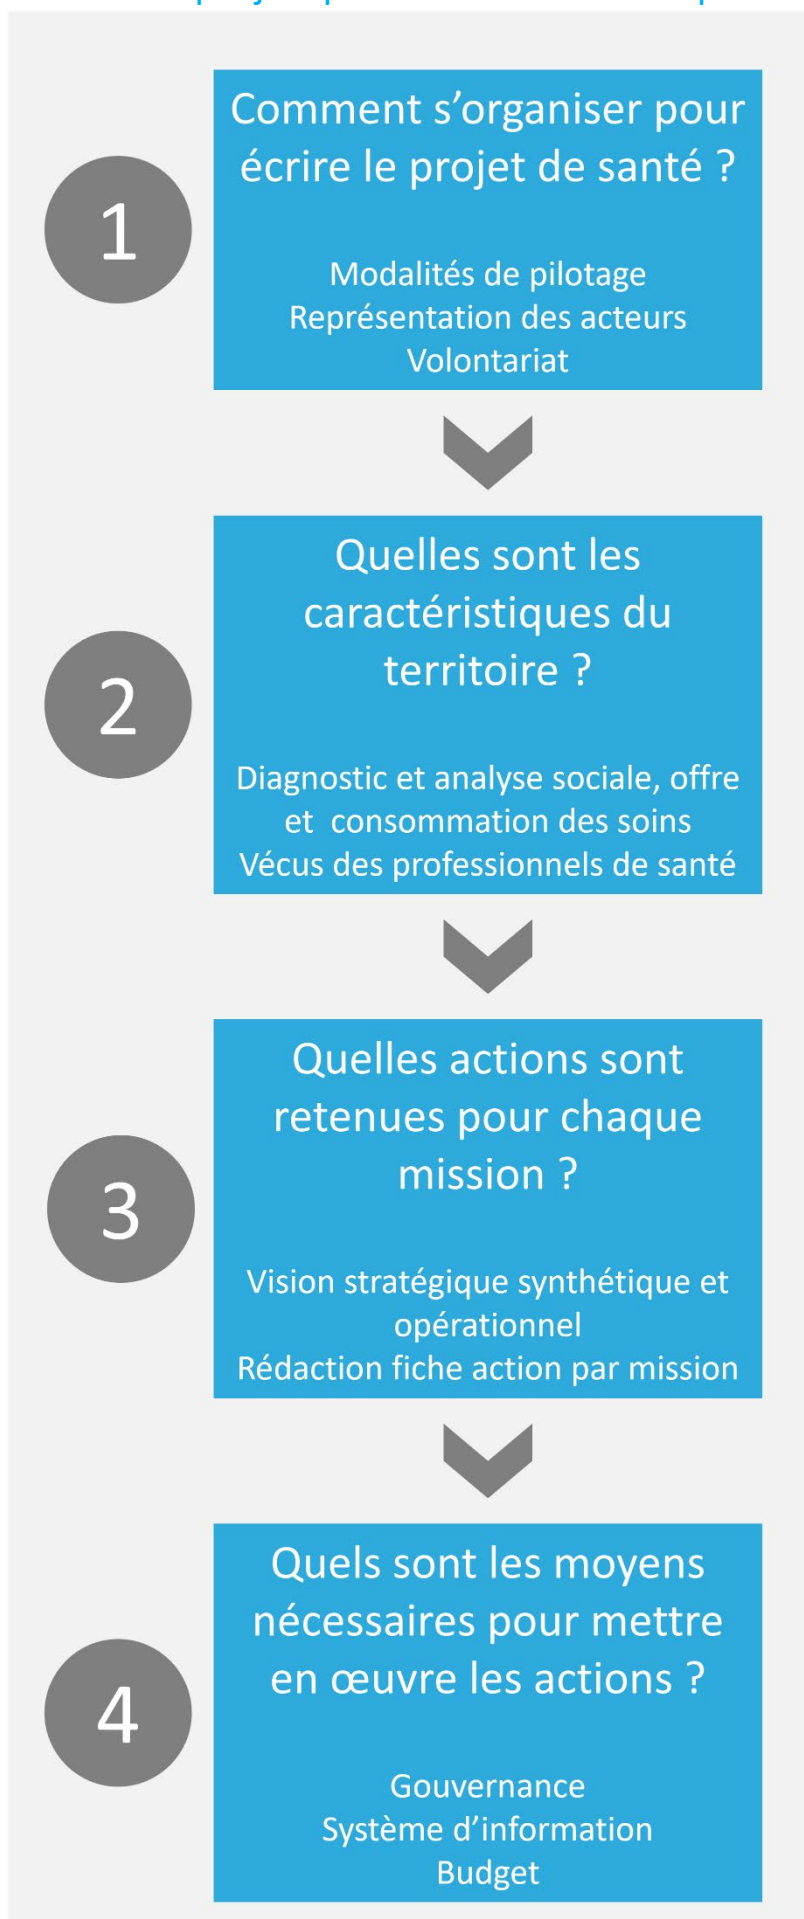 1
Comment s’organiser pour
écrire le projet de santé ?
Modalités de pilotage
Représentation des acteurs
Volontariat
2
Quelles sont les
caractéristiques du
territoire ?
Diagnostic et analyse sociale, offre
et  consommation des soins
Vécus des professionnels de santé
3
Quelles actions sont
retenues pour chaque
mission ?
Vision stratégique synthétique et
opérationnel
Rédaction fiche action par mission
4
Quels sont les moyens
nécessaires pour mettre
en œuvre les actions ?
Gouvernance
Système d’information
Budget